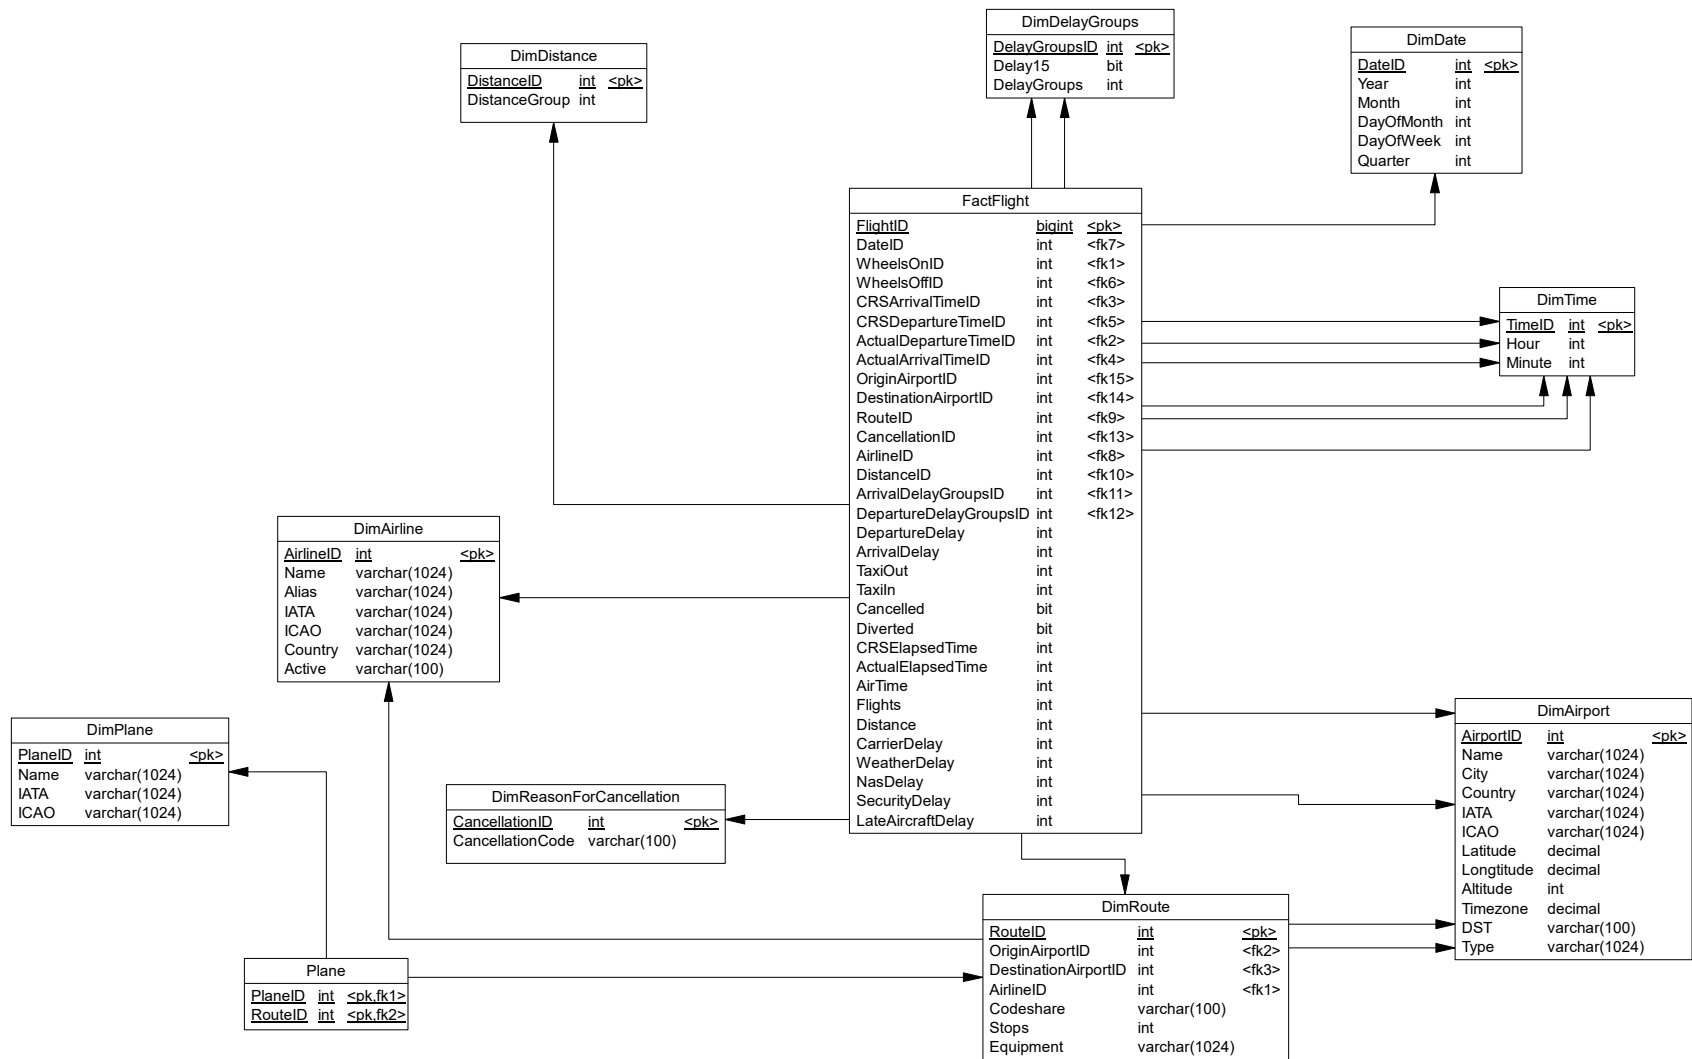 DimDelayGroups
DelayGroupsID int <pk>
Delay15 bit
DelayGroups int
DimDate
DateID int <pk>
Year int
Month int
DayOfMonth int
DayOfWeek int
Quarter int
DimDistance
DistanceID int <pk>
DistanceGroup int
FactFlight
FlightID bigint <pk>
DateID int <fk7>
WheelsOnID int <fk1>
WheelsOffID int <fk6>
CRSArrivalTimeID int <fk3>
CRSDepartureTimeID int <fk5>
ActualDepartureTimeID int <fk2>
ActualArrivalTimeID int <fk4>
OriginAirportID int <fk15>
DestinationAirportID int <fk14>
RouteID int <fk9>
CancellationID int <fk13>
AirlineID int <fk8>
DistanceID int <fk10>
ArrivalDelayGroupsID int <fk11>
DepartureDelayGroupsID int <fk12>
DepartureDelay int
ArrivalDelay int
TaxiOut int
TaxiIn int
Cancelled bit
Diverted bit
CRSElapsedTime int
ActualElapsedTime int
AirTime int
Flights int
Distance int
CarrierDelay int
WeatherDelay int
NasDelay int
SecurityDelay int
LateAircraftDelay int
DimTime
TimeID int <pk>
Hour int
Minute int
DimAirline
AirlineID int <pk>
Name varchar(1024)
Alias varchar(1024)
IATA varchar(1024)
ICAO varchar(1024)
Country varchar(1024)
Active varchar(100)
DimPlane
PlaneID int <pk>
Name varchar(1024)
IATA varchar(1024)
ICAO varchar(1024)
DimReasonForCancellation
CancellationID int <pk>
CancellationCode varchar(100)
DimAirport
AirportID int <pk>
Name varchar(1024)
City varchar(1024)
Country varchar(1024)
IATA varchar(1024)
ICAO varchar(1024)
Latitude decimal
Longtitude decimal
Altitude int
Timezone decimal
DST varchar(100)
Type varchar(1024)
DimRoute
RouteID int <pk>
OriginAirportID int <fk2>
DestinationAirportID int <fk3>
AirlineID int <fk1>
Codeshare varchar(100)
Stops int
Equipment varchar(1024)
Plane
PlaneID int <pk,fk1>
RouteID int <pk,fk2>